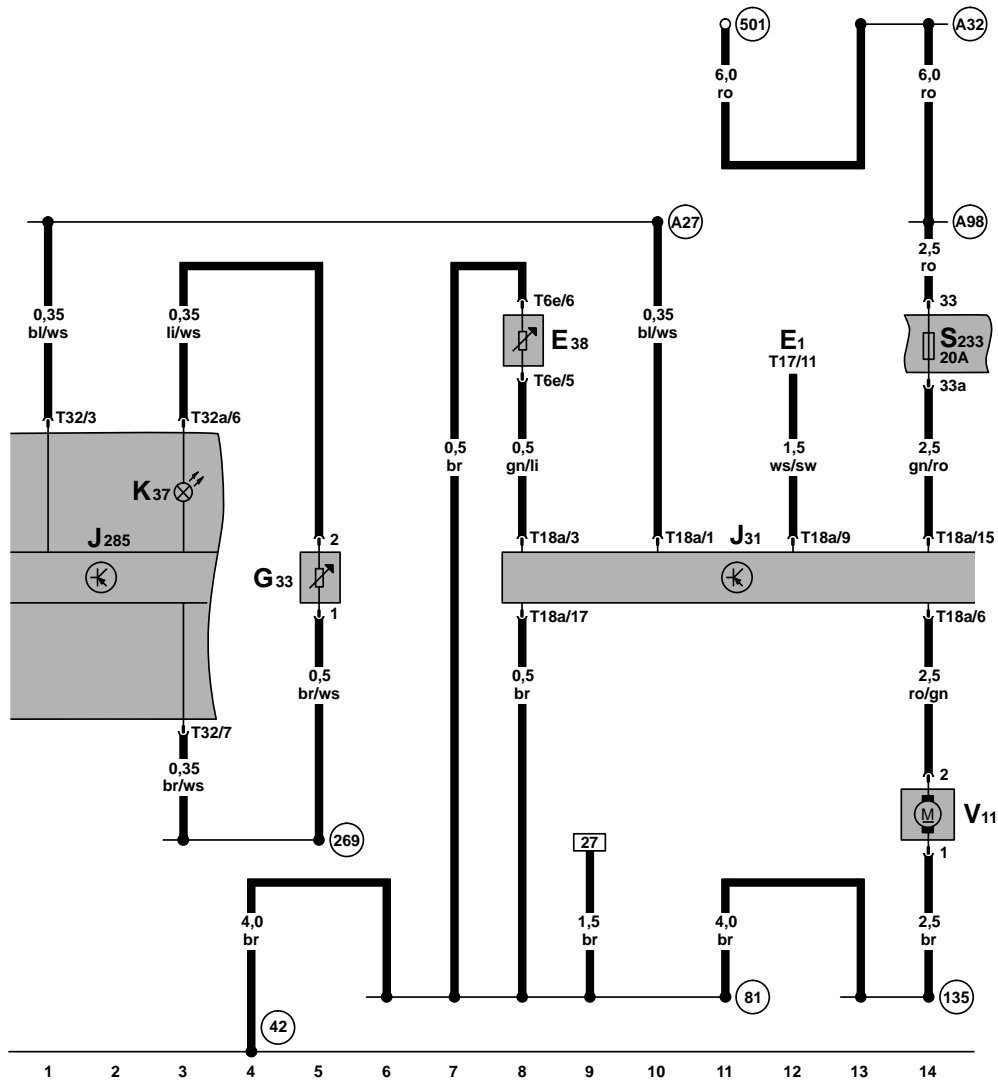 501
A32
6,0
ro
6,0
ro
A27
A98
2,5
ro
0,35
bl/ws
0,35
li/ws
T6e/6
E38
T6e/5
0,35
bl/ws
E1
T17/11
33
S233
20A
33a
T32/3
T32a/6
0,5
br
0,5
gn/li
1,5
ws/sw
2,5
gn/ro
K37
J285
2
G33
1
T18a/3
T18a/1
J31
T18a/9
T18a/15
T18a/17
T18a/6
0,5
br/ws
0,5
br
2,5
ro/gn
T32/7
0,35
br/ws
269
2
M
V11
1
27
4,0
br
1,5
br
4,0
br
2,5
br
81
135
42
1 2 3 4 5 6 7 8 9 10 11 12 13 14